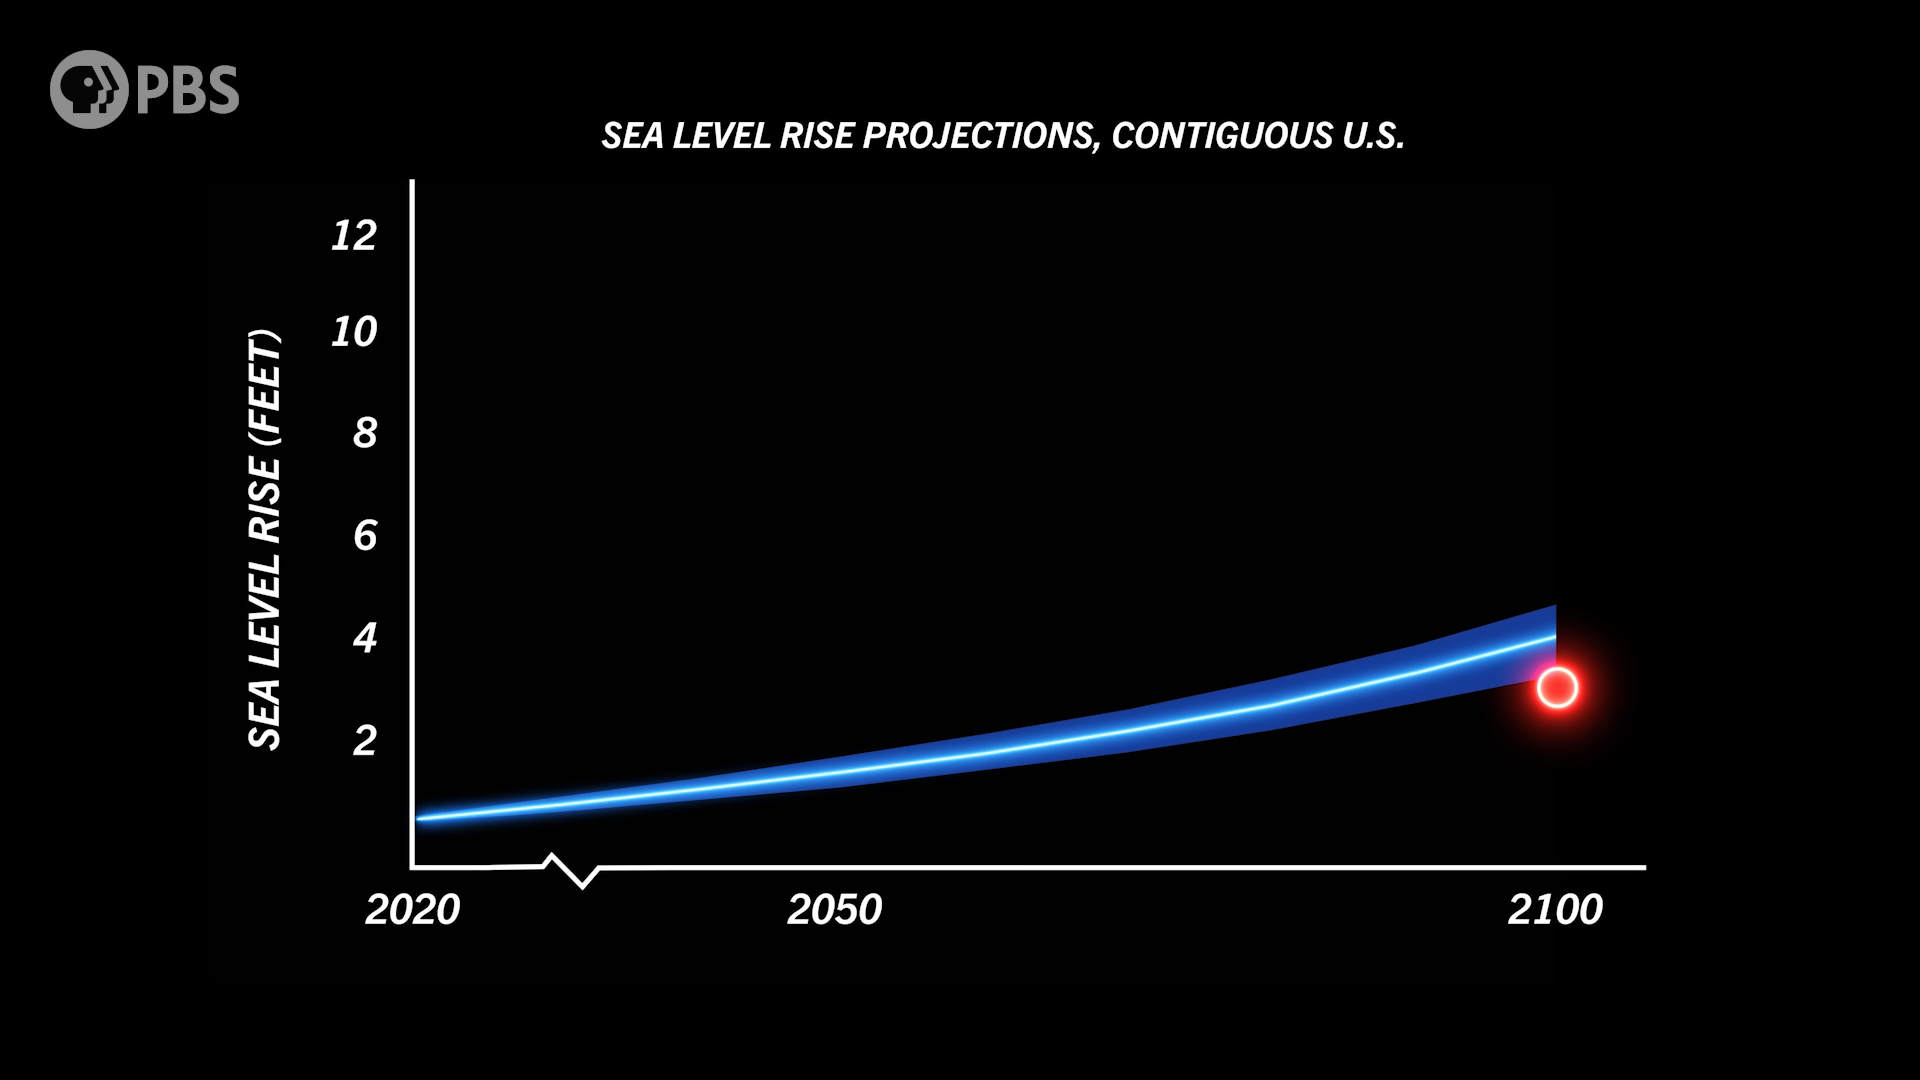 PBS
SEA LEVEL RISE PROJECTIONS, CONTIGUOUS U.S.
SEA LEVEL RISE (FEET)
12
10
8
6
4
2
2020 2050 2100